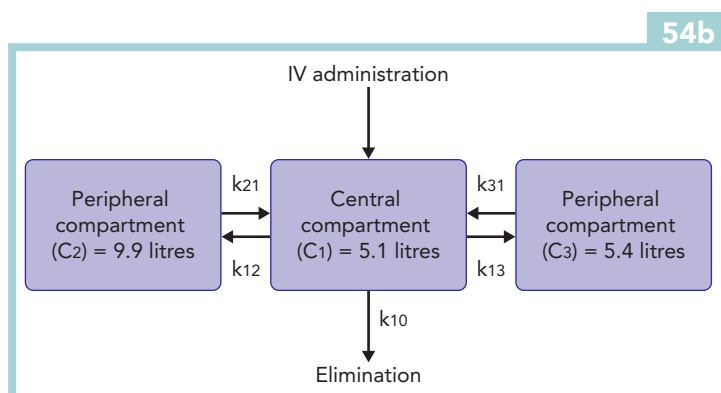 54b
IV administration
Peripheral
compartment
(C2) = 9.9 litres
k21
k12
Central
compartment
(C1) = 5.1 litres
k31
k13
Peripheral
compartment
(C3) = 5.4 litres
k10
Elimination